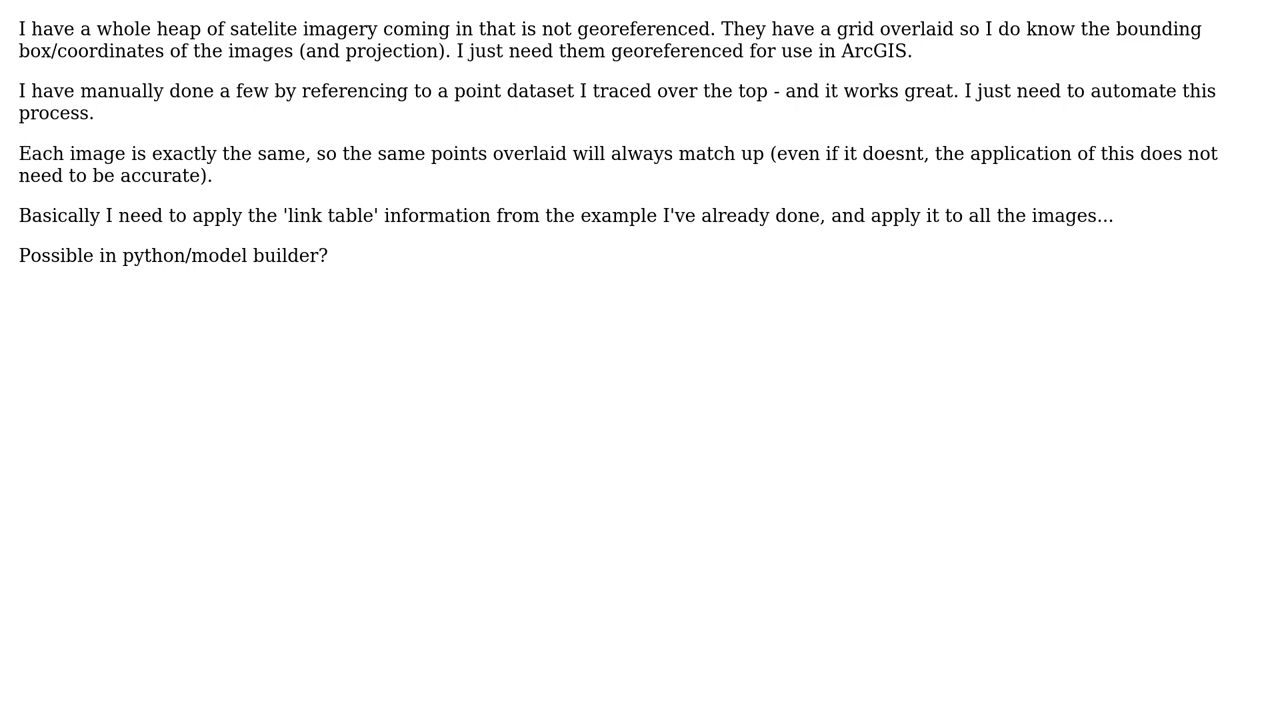 I have a whole heap of satelite imagery coming in that is not georeferenced. They have a grid overlaid so I do know the bounding
box/coordinates of the images (and projection). I just need them georeferenced for use in ArcGIS.
I have manually done a few by referencing to a point dataset I traced over the top - and it works great. I just need to automate this
process.
Each image is exactly the same, so the same points overlaid will always match up (even if it doesnt, the application of this does not
need to be accurate).
Basically I need to apply the 'link table' information from the example I've already done, and apply it to all the images...
Possible in python/model builder?